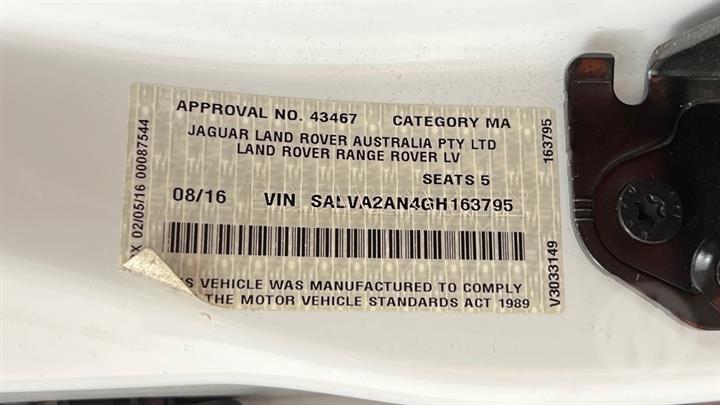 APPROVAL NO. 43467 CATEGORY MA
JAGUAR LAND ROVER AUSTRALIA PTY LTD
LAND ROVER RANGE ROVER LV
SEATS 5
08/16 VIN SALVA2AN4GH163795
VEHICLE WAS MANUFACTURED TO COMPLY
THE MOTOR VEHICLE STANDARDS ACT 1989
02/05/16 00087544
163795
V3033149